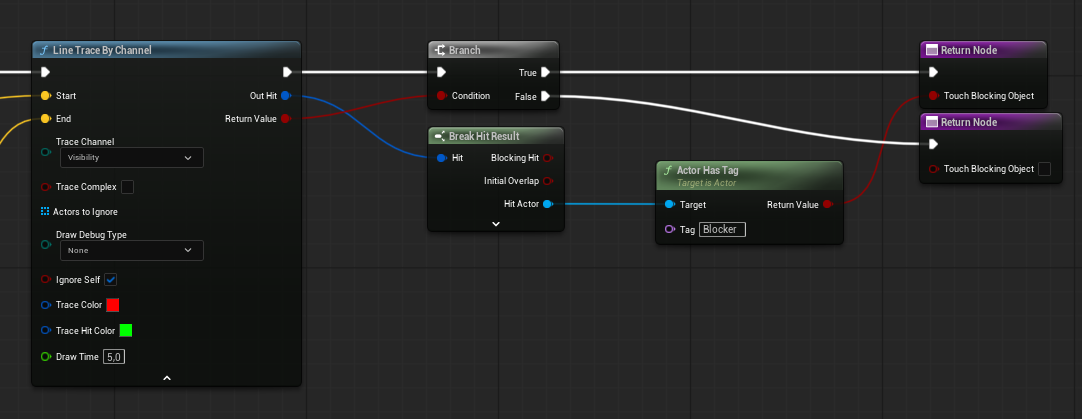 Line Trace By Channel
Start
Out Hit
End
Return Value
Trace Channel
Visibility
Trace Complex
Actors to Ignore
Draw Debug Type
None
Ignore Self
Trace Color
Trace Hit Color
Draw Time 5,0
Branch
True
Condition
False
Break Hit Result
Hit
Blocking Hit
Initial Overlap
Hit Actor
Actor Has Tag
Target is Actor
Target
Return Value
Tag Blocker
Return Node
Touch Blocking Object
Return Node
Touch Blocking Object